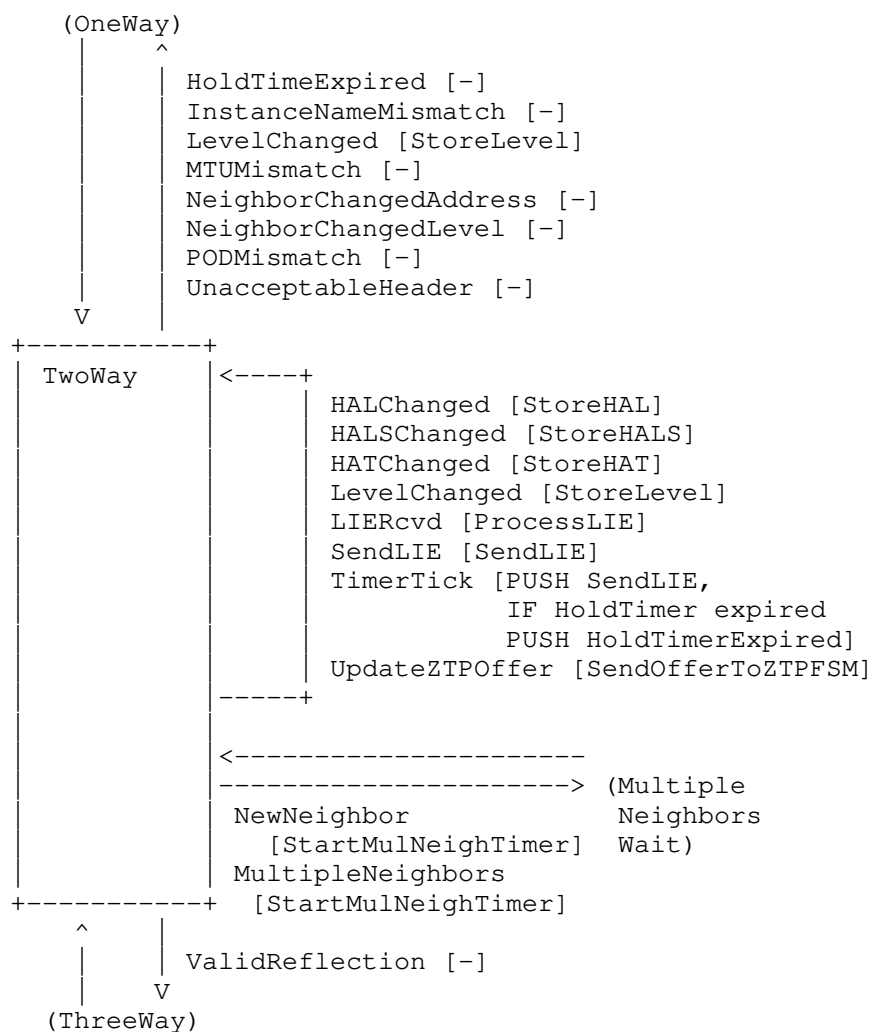 (OneWay)
HoldTimeExpired [-]
InstanceNameMismatch [-]
LevelChanged [StoreLevel]
MTUMismatch [-]
NeighborChangedAddress [-]
NeighborChangedLevel [-]
PODMismatch [-]
UnacceptableHeader [-]
TwoWay
HALChanged [StoreHAL]
HALSChanged [StoreHALS]
HATChanged [StoreHAT]
LevelChanged [StoreLevel]
LIERcvd [ProcessLIE]
SendLIE [SendLIE]
TimerTick [PUSH SendLIE,
IF HoldTimer expired
PUSH HoldTimerExpired]
UpdateZTPOffer [SendOfferToZTPFSM]
(Multiple
NewNeighbor Neighbors
[StartMulNeighTimer] Wait)
MultipleNeighbors
[StartMulNeighTimer]
ValidReflection [-]
(ThreeWay)